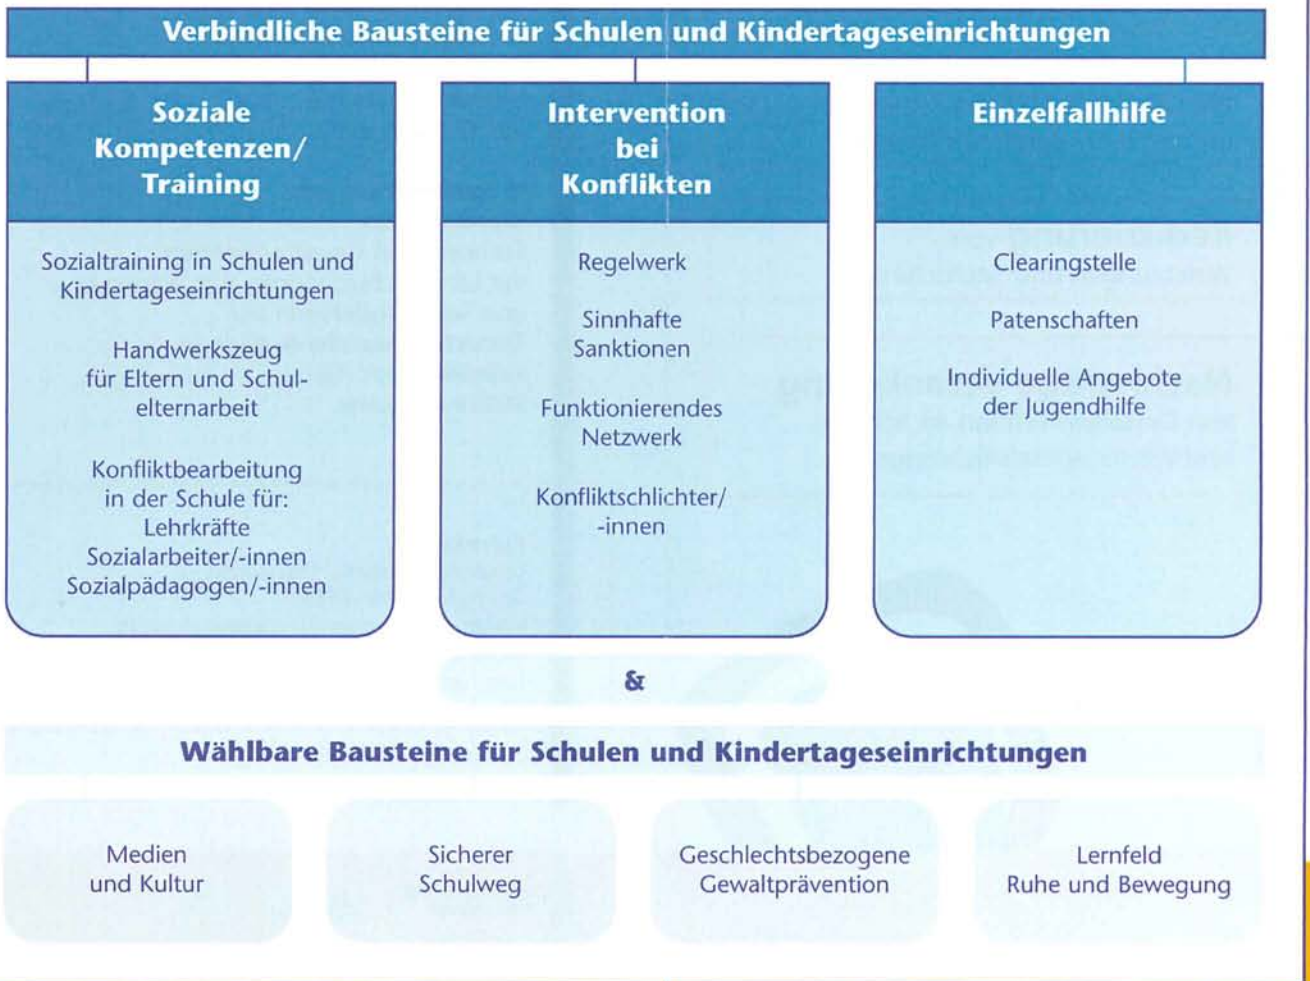 Verbindliche Bausteine für Schulen und Kindertageseinrichtungen
Soziale
Kompetenzen/
Training
Sozialtraining in Schulen und
Kindertageseinrichtungen
Handwerkszeug
für Eltern und Schul-
elternarbeit
Konfliktbearbeitung
in der Schule für:
Lehrkräfte
Sozialarbeiter/-innen
Sozialpädagogen/-innen
Intervention
bei
Konflikten
Regelwerk
Sinnhafte
Sanktionen
Funktionierendes
Netzwerk
Konfliktschlichter/
-innen
Einzelfallhilfe
Clearingstelle
Patenschaften
Individuelle Angebote
der Jugendhilfe
&
Wählbare Bausteine für Schulen und Kindertageseinrichtungen
Medien
und Kultur
Sicherer
Schulweg
Geschlechtsbezogene
Gewaltprävention
Lernfeld
Ruhe und Bewegung